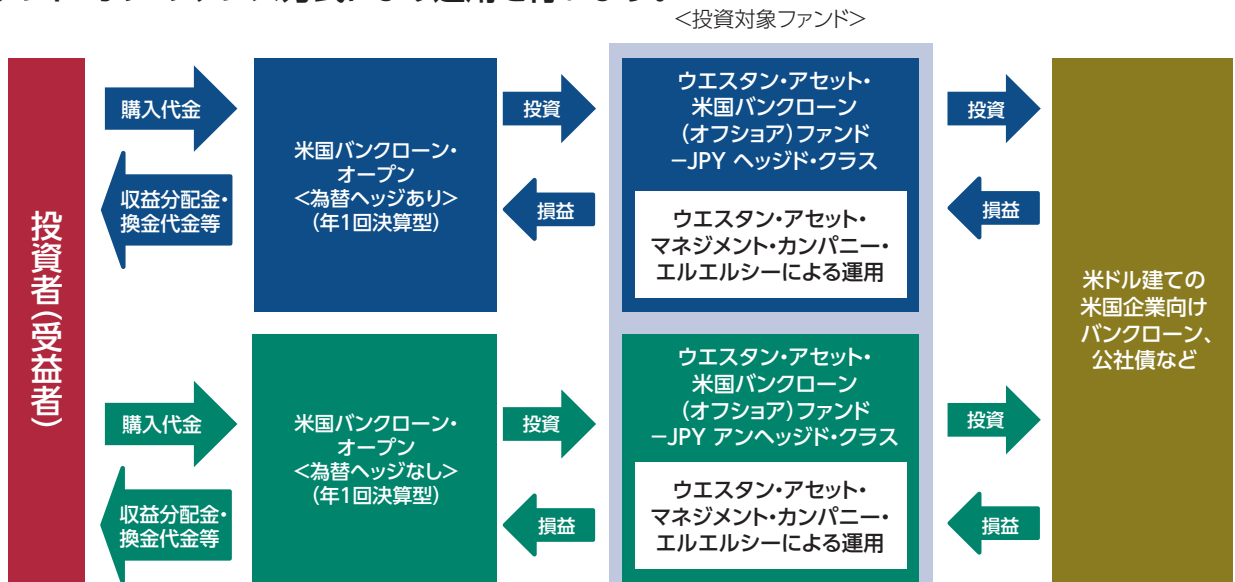 <投資対象ファンド>
投資者(受益者)
購入代金
収益分配金・
換金代金等
米国バンクローン・
オープン
<為替ヘッジあり>
(年1回決算型)
投資
損益
ウエスタン・アセット・
米国バンクローン
(オフショア)ファンド
−JPY ヘッジド・クラス
ウエスタン・アセット・
マネジメント・カンパニー・
エルエルシーによる運用
投資
損益
購入代金
収益分配金・
換金代金等
米国バンクローン・
オープン
<為替ヘッジなし>
(年1回決算型)
投資
損益
ウエスタン・アセット・
米国バンクローン
(オフショア)ファンド
−JPY アンヘッジド・クラス
ウエスタン・アセット・
マネジメント・カンパニー・
エルエルシーによる運用
投資
損益
米ドル建ての
米国企業向け
バンクローン、
公社債など